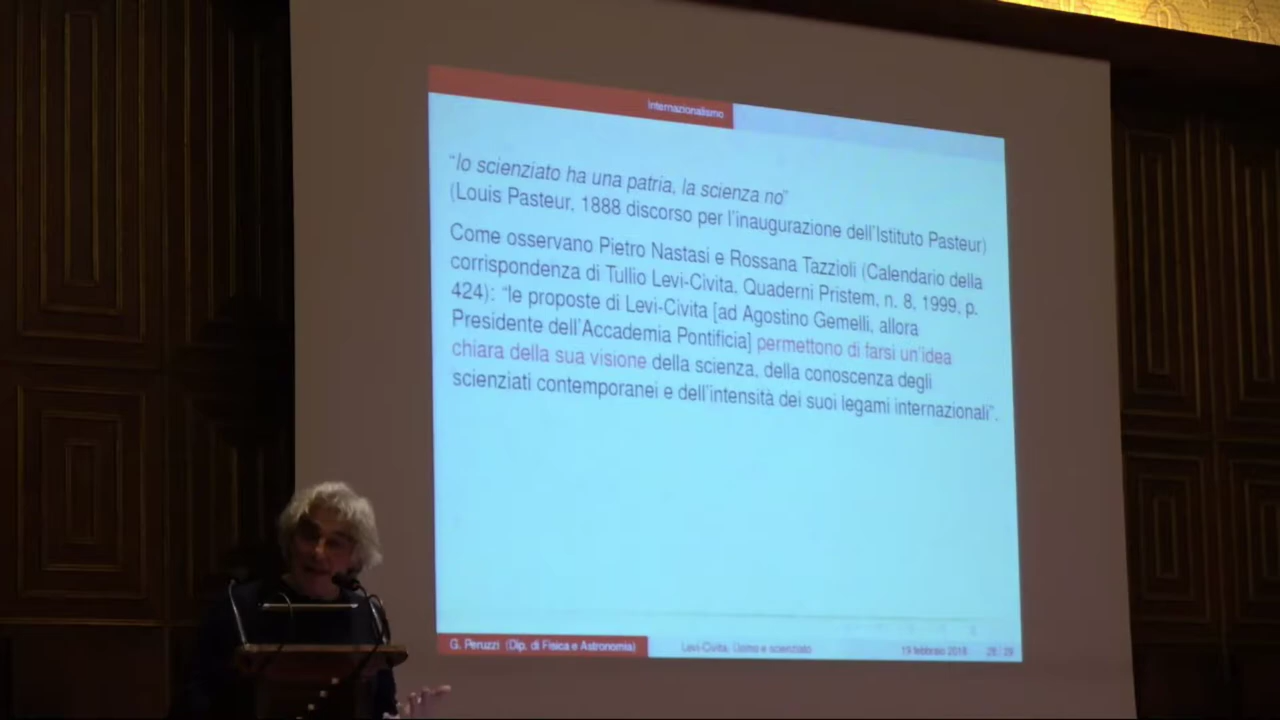 Internazionalismo
“lo scienziato ha una patria, la scienza no”
(Louis Pasteur, 1888 discorso per l'inaugurazione dell'Istituto Pasteur)
Come osservano Pietro Nastasi e Rossana Tazzioli (Calendario della
corrispondenza di Tullio Levi-Civita, Quaderni Pristem, n. 8, 1999, p.
424): “le proposte di Levi-Civita [ad Agostino Gemelli, allora
Presidente dell'Accademia Pontificia] permettono di farsi un'idea
chiara della sua visione della scienza, della conoscenza degli
scienziati contemporanei e dell'intensità dei suoi legami internazionali”.
G. Peruzzi (Dip. di Fisica e Astronomia)
Levi-Civita, Uomo e scienziato
19 febbraio 2018